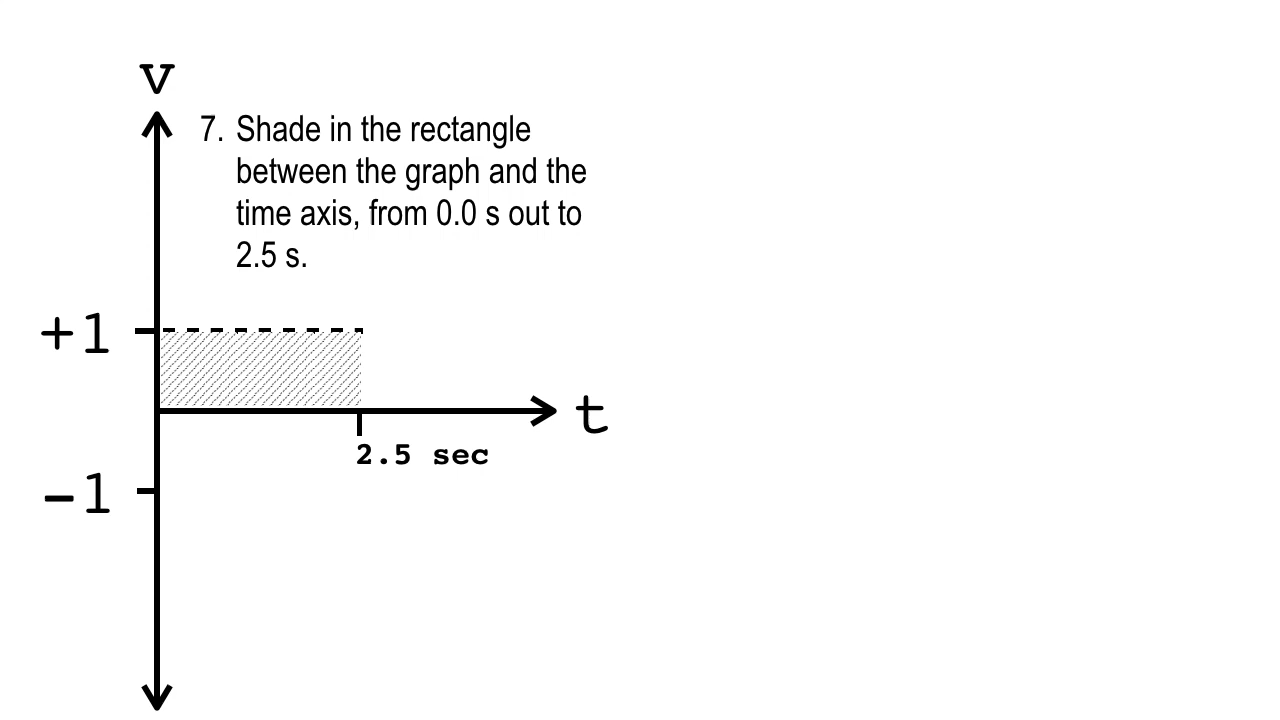 v
7. Shade in the rectangle
between the graph and the
time axis, from 0.0 s out to
2.5 s.
+1
t
2.5 sec
-1